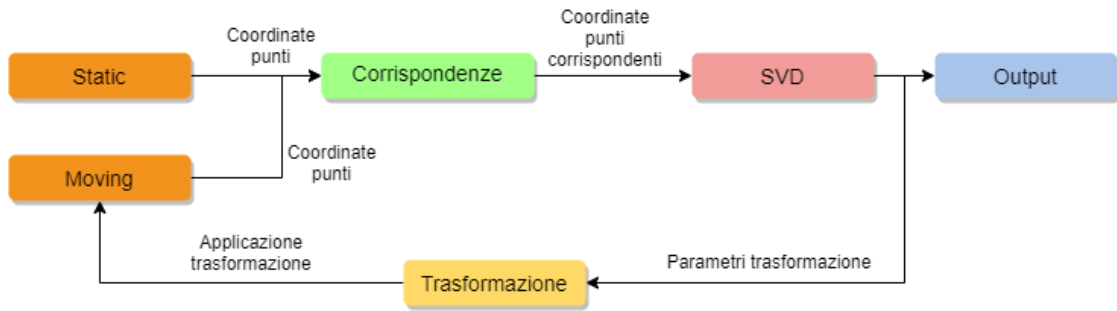 Coordinate
punti
Coordinate
punti
corrispondenti
Static
Corrispondenze
SVD
Output
Coordinate
punti
Moving
Applicazione
trasformazione
Trasformazione
Parametri trasformazione